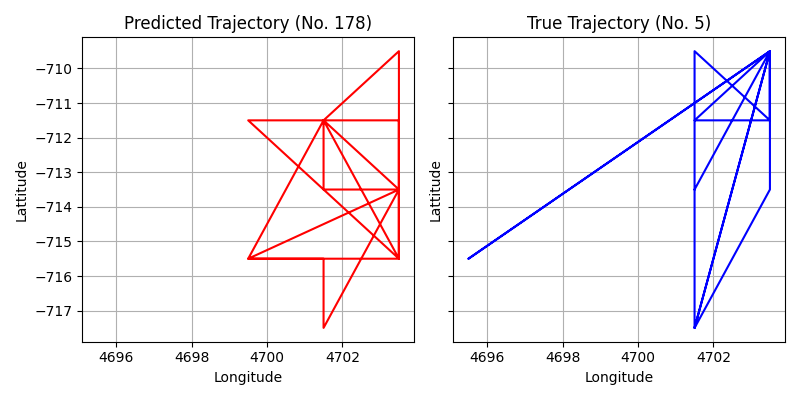 Predicted Trajectory (No. 178)
True Trajectory (No. 5)
Lattitude
−710
−711
−712
−713
−714
−715
−716
−717
4696
4698
4700
4702
Longitude
Lattitude
4696
4698
4700
4702
Longitude